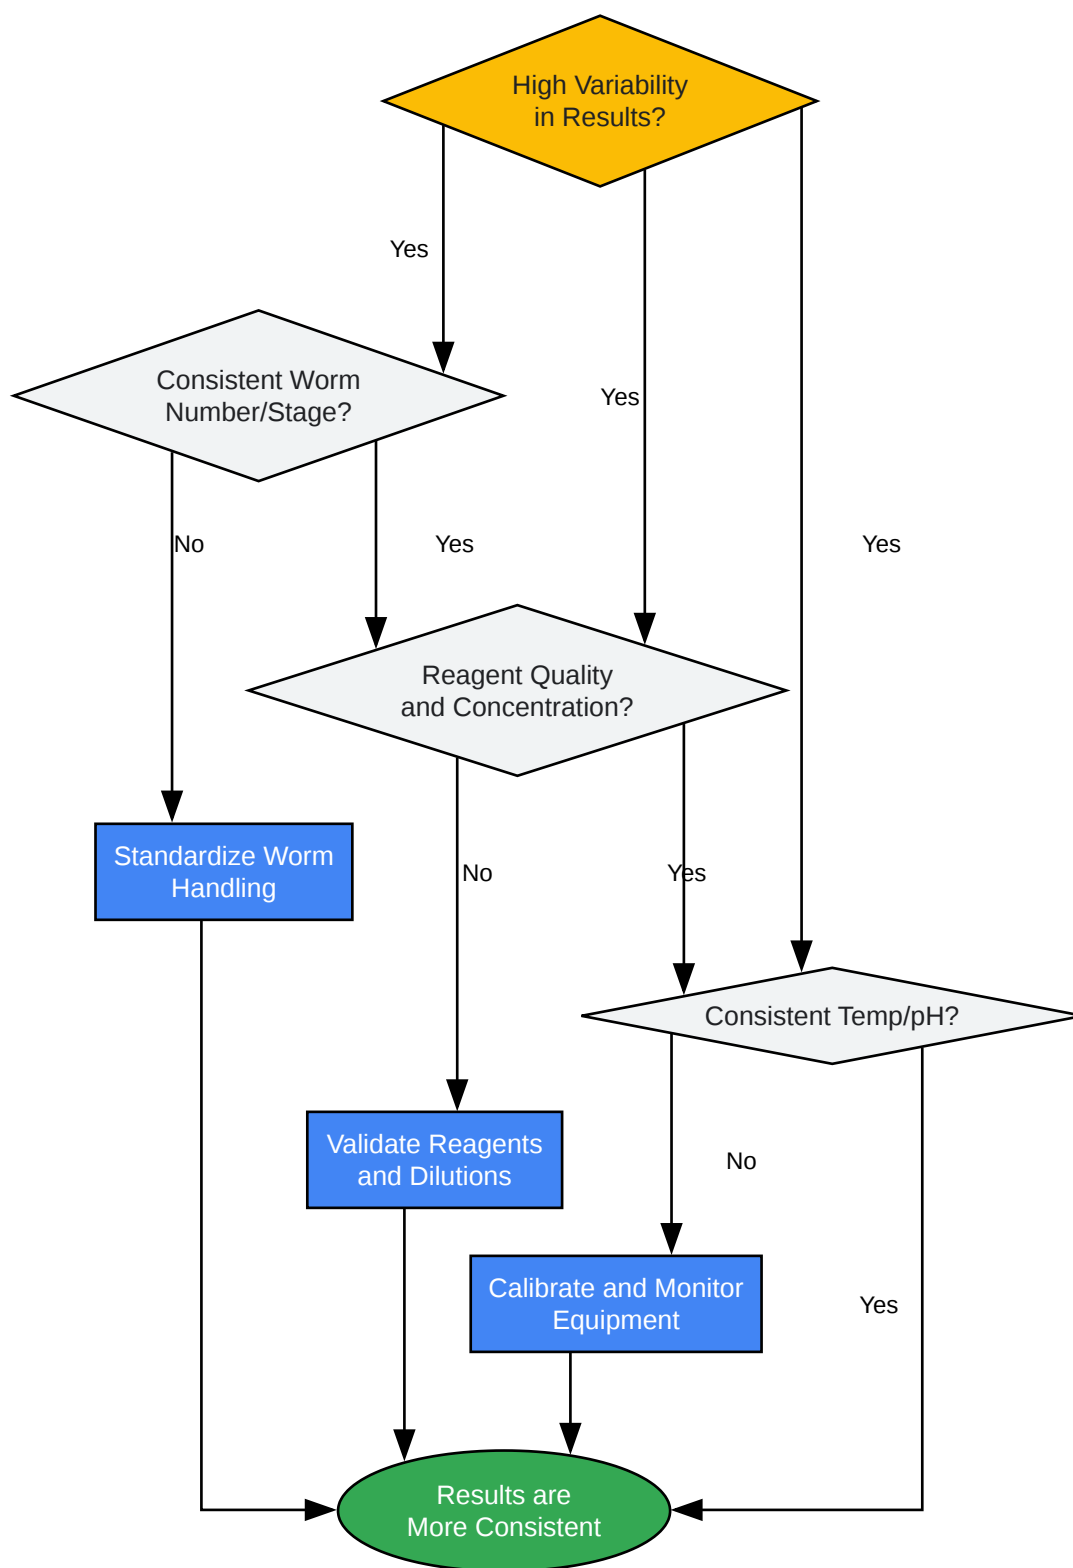 High Variability
in Results?
Yes
Consistent Worm
Number/Stage?
Yes
No
Yes
Yes
Reagent Quality
and Concentration?
Standardize Worm
Handling
No
Yes
Consistent Temp/pH?
Validate Reagents
and Dilutions
No
Calibrate and Monitor
Equipment
Yes
Results are
More Consistent